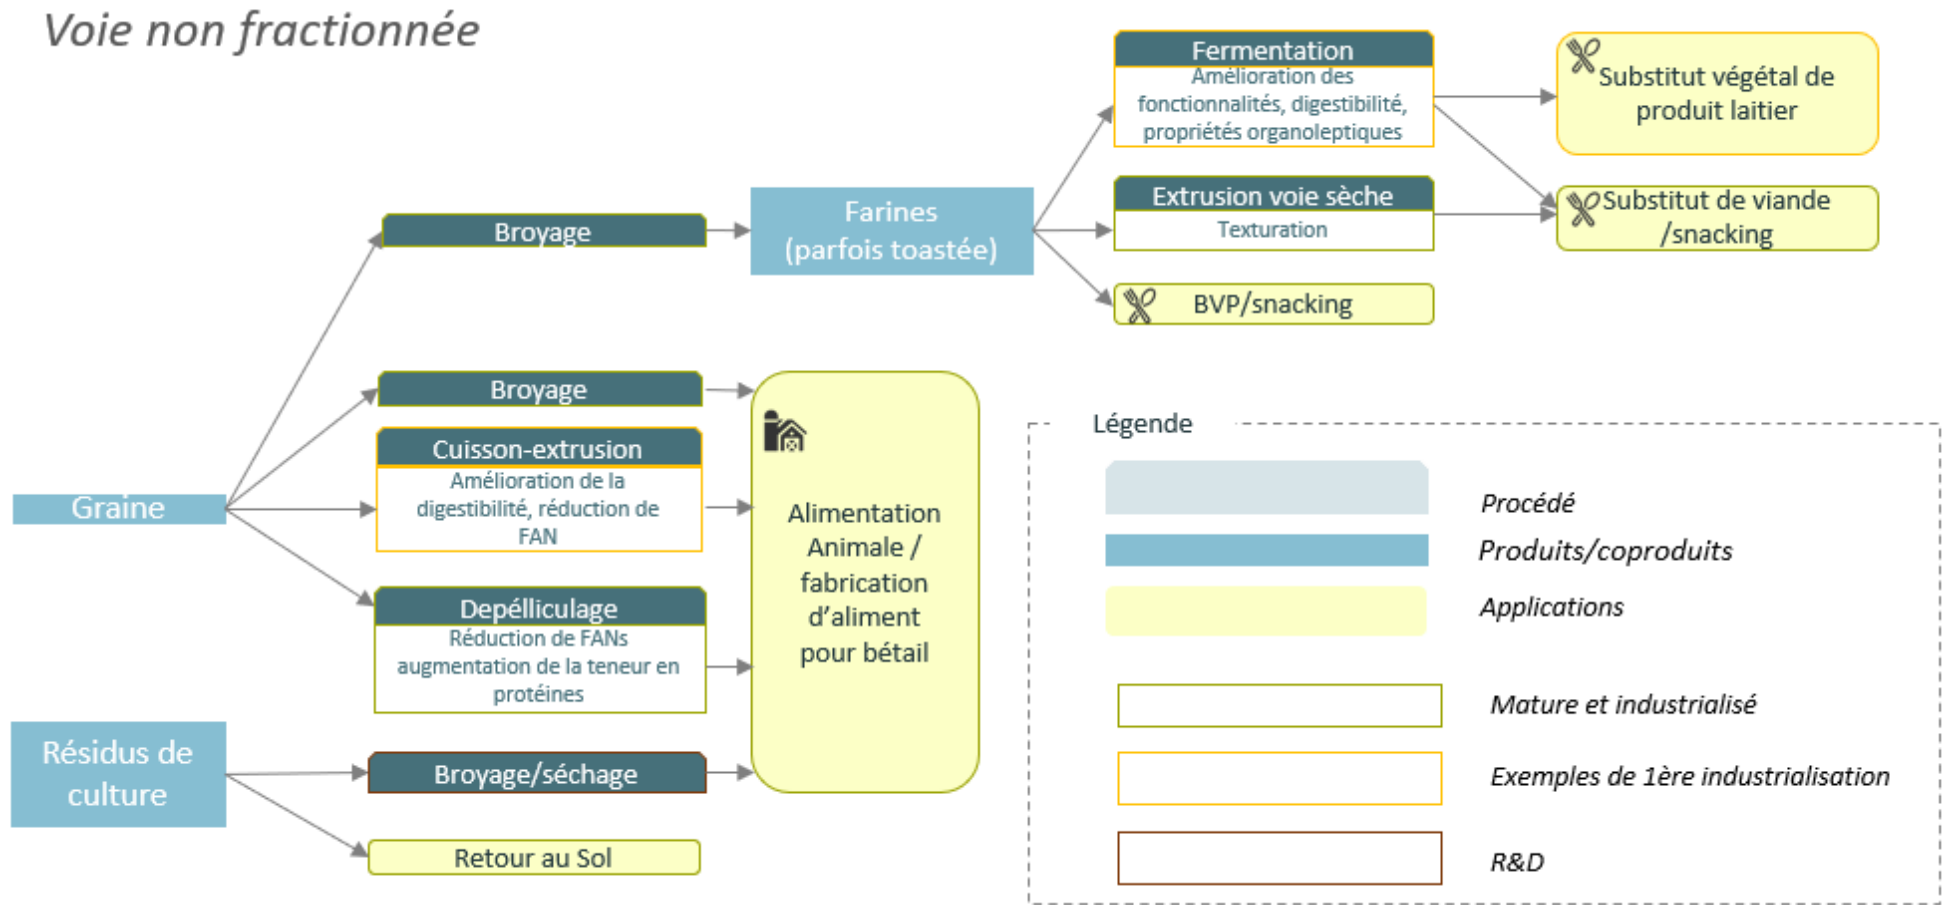 Voie non fractionnée
Fermentation
Amélioration des
fonctionnalités, digestibilité,
propriétés organoleptiques
Substitut végétal de
produit laitier
Extrusion voie sèche
Texturation
Substitut de viande
/snacking
Broyage
Farines
(parfois toastée)
BVP/snacking
Broyage
Cuisson-extrusion
Amélioration de la
digestibilité, réduction de
FAN
Graine
Depélliculage
Réduction de FANs
augmentation de la teneur en
protéines
Alimentation
Animale /
fabrication
d'aliment
pour bétail
Résidus de
culture
Broyage/séchage
Retour au Sol
Légende
Procédé
Produits/coproduits
Applications
Mature et industrialisé
Exemples de 1ère industrialisation
R&D